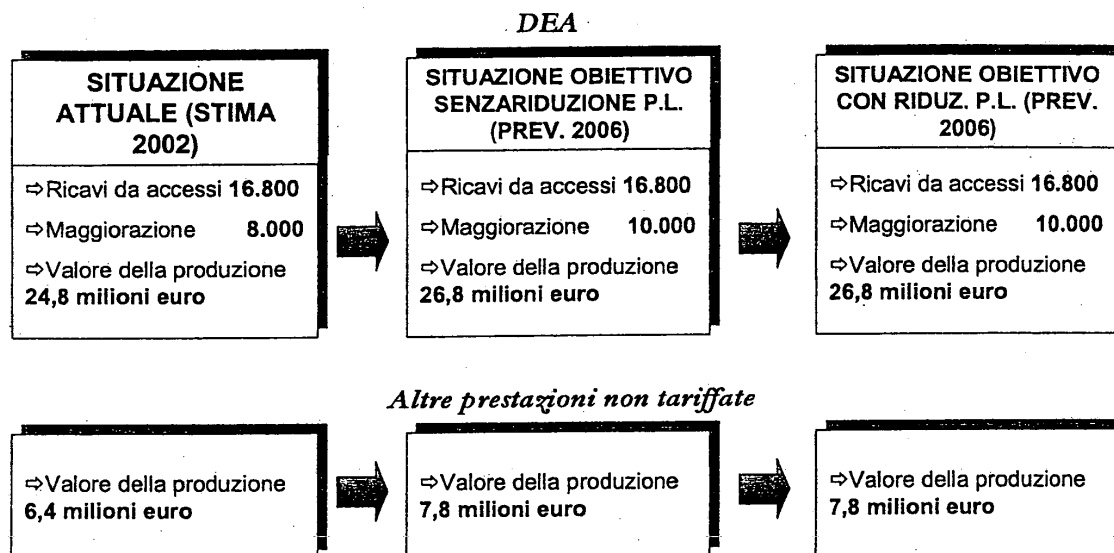 DEA
SITUAZIONE
ATTUALE (STIMA
2002)
⇨Ricavi da accessi 16.800
⇨Maggiorazione 8.000
⇨Valore della produzione
24,8 milioni euro
SITUAZIONE OBIETTIVO
SENZARIDUZIONE P.L.
(PREV. 2006)
⇨Ricavi da accessi 16.800
⇨Maggiorazione 10.000
⇨Valore della produzione
26,8 milioni euro
SITUAZIONE OBIETTIVO
CON RIDUZ. P.L. (PREV.
2006)
⇨Ricavi da accessi 16.800
⇨Maggiorazione 10.000
⇨Valore della produzione
26,8 milioni euro
Altre prestazioni non tariffate
⇨Valore della produzione
6,4 milioni euro
⇨Valore della produzione
7,8 milioni euro
⇨Valore della produzione
7,8 milioni euro